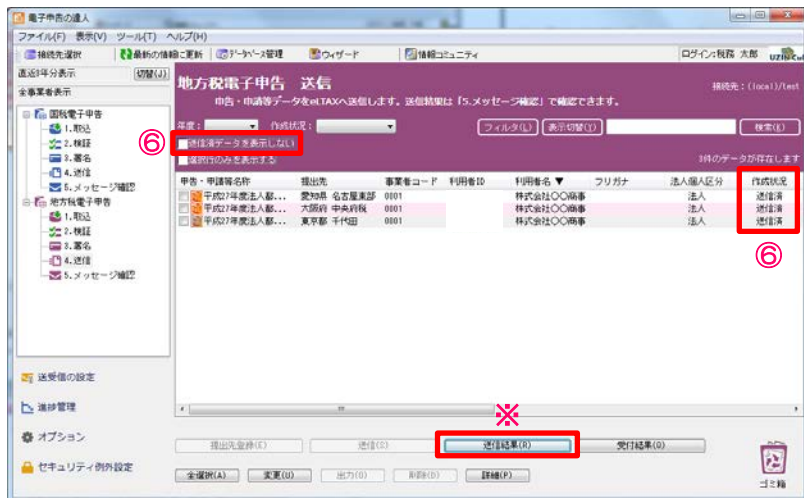 電子申告の達人
ファイル(F) 表示(V) ツール(T) ヘルプ(H)
接続先選択 最新の情報に更新 データベース管理 ウィザード 情報コミュニティ ログイン:税務 太郎
直近3年分表示 切替(J)
全事業者表示
国税電子申告
1.取込
2.検証
3.署名
4.送信
5.メッセージ確認
地方税電子申告
1.取込
2.検証
3.署名
4.送信
5.メッセージ確認
送受信の設定
進捗管理
オプション
セキュリティ例外設定
地方税電子申告 送信
接続先:(local)/test
申告・申請等データをeLTAXへ送信します。送信結果は「5.メッセージ確認」で確認できます。
年度: 作成状況: フィルタ(L) 表示切替(Y) 検索(K)
⑥ 送信済データを表示しない
選択行のみを表示する 3件のデータが存在します
申告・申請等名称 提出先 事業者コード 利用者ID 利用者名▼ フリガナ 法人個人区分 作成状況
平成27年度法人都... 愛知県 名古屋東部 0001 株式会社〇〇商事 法人 送信済
平成27年度法人都... 大阪府 中央府税 0001 株式会社〇〇商事 法人 送信済
平成27年度法人都... 東京都 千代田 0001 株式会社〇〇商事 法人 送信済
⑥
※
提出先登録(E) 送信(S) 送信結果(R) 受付結果(O)
全選択(A) 変更(U) 出力(O) 削除(D) 詳細(P)
ゴミ箱